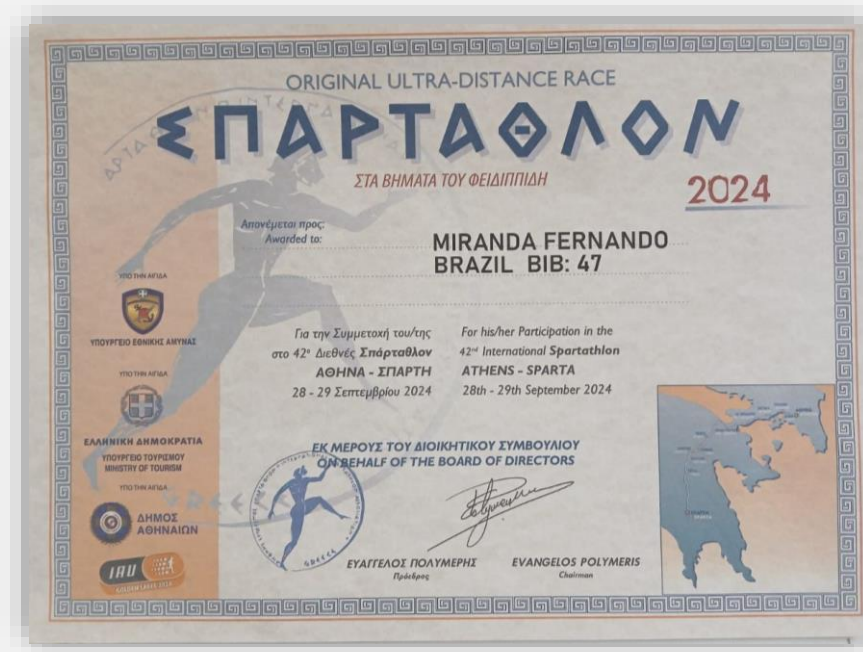 ORIGINAL ULTRA-DISTANCE RACE
ΣΠΑΡΤΑΘΛΟΝ
ΣΤΑ ΒΗΜΑΤΑ ΤΟΥ ΦΕΙΔΙΠΠΙΔΗ
2024
Απονέμεται προς:
Awarded to:
MIRANDA FERNANDO
BRAZIL BIB: 47
ΥΠΟ ΤΗΝ ΑΙΓΙΔΑ
ΥΠΟΥΡΓΕΙΟ ΕΘΝΙΚΗΣ ΑΜΥΝΑΣ
ΥΠΟ ΤΗΝ ΑΙΓΙΔΑ
ΕΛΛΗΝΙΚΗ ΔΗΜΟΚΡΑΤΙΑ
ΥΠΟΥΡΓΕΙΟ ΤΟΥΡΙΣΜΟΥ
MINISTRY OF TOURISM
ΥΠΟ ΤΗΝ ΑΙΓΙΔΑ
ΔΗΜΟΣ
ΑΘΗΝΑΙΩΝ
IAU
Για την Συμμετοχή του/της
στο 42ο Διεθνές Σπάρταθλον
ΑΘΗΝΑ - ΣΠΑΡΤΗ
28 - 29 Σεπτεμβρίου 2024
For his/her Participation in the
42nd International Spartathlon
ATHENS - SPARTA
28th - 29th September 2024
ΕΚ ΜΕΡΟΥΣ ΤΟΥ ΔΙΟΙΚΗΤΙΚΟΥ ΣΥΜΒΟΥΛΙΟΥ
ON BEHALF OF THE BOARD OF DIRECTORS
GREECE
ΕΥΑΓΓΕΛΟΣ ΠΟΛΥΜΕΡΗΣ
Πρόεδρος
EVANGELOS POLYMERIS
Chairman